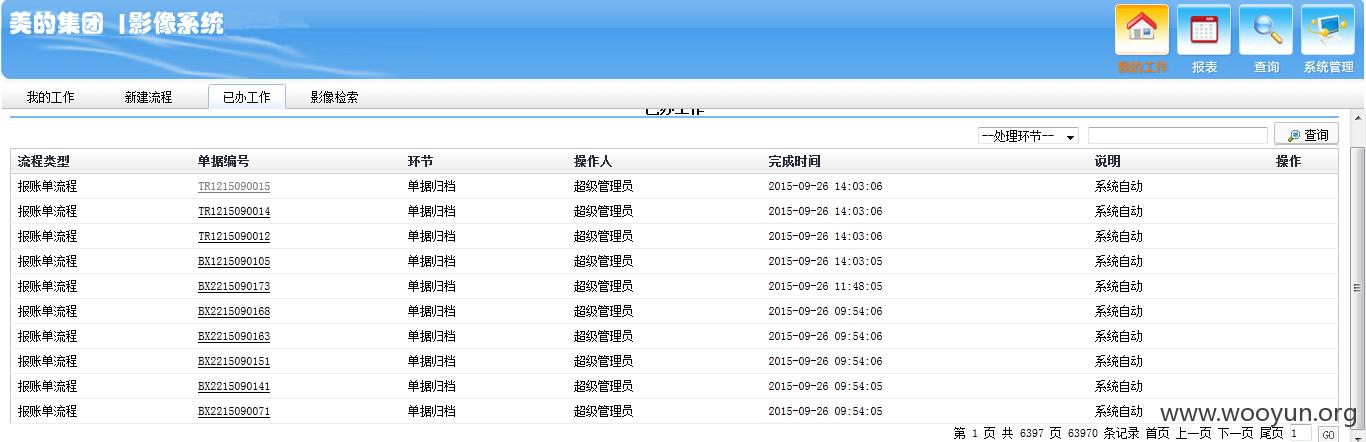 美的集团 |影像系统
我的工作 报表 查询 系统管理
我的工作 新建流程 已办工作 影像检索
已办工作
--处理环节-- 查询
流程类型 单据编号 环节 操作人 完成时间 说明 操作
报账单流程 TR1215090015 单据归档 超级管理员 2015-09-26 14:03:06 系统自动
报账单流程 TR1215090014 单据归档 超级管理员 2015-09-26 14:03:06 系统自动
报账单流程 TR1215090012 单据归档 超级管理员 2015-09-26 14:03:06 系统自动
报账单流程 BX1215090105 单据归档 超级管理员 2015-09-26 14:03:05 系统自动
报账单流程 BX2215090173 单据归档 超级管理员 2015-09-26 11:48:05 系统自动
报账单流程 BX2215090168 单据归档 超级管理员 2015-09-26 09:54:06 系统自动
报账单流程 BX2215090163 单据归档 超级管理员 2015-09-26 09:54:06 系统自动
报账单流程 BX2215090151 单据归档 超级管理员 2015-09-26 09:54:06 系统自动
报账单流程 BX2215090141 单据归档 超级管理员 2015-09-26 09:54:05 系统自动
报账单流程 BX2215090071 单据归档 超级管理员 2015-09-26 09:54:05 系统自动
www.wooyun.org
第 1 页 共 6397 页 63970 条记录 首页 上一页 下一页 尾页 1 GO